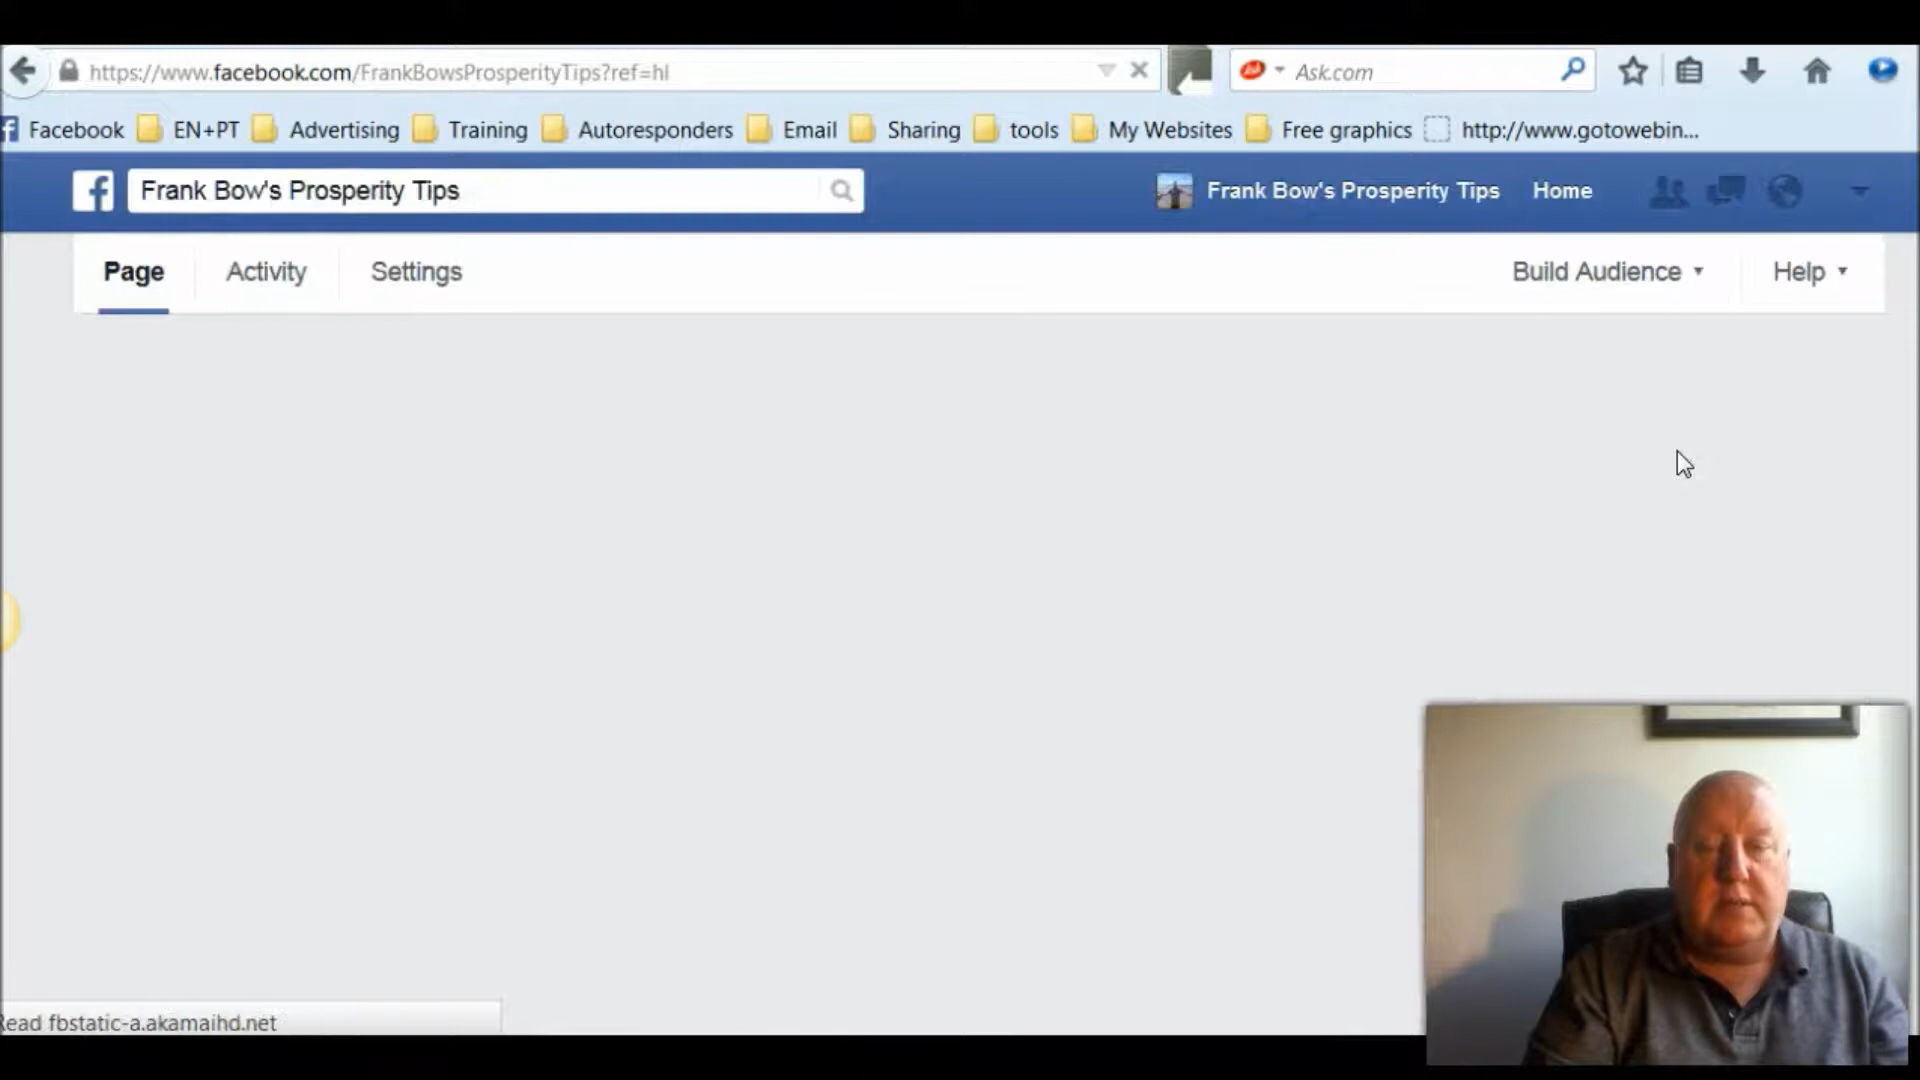 https://www.facebook.com/FrankBowsProsperityTips?ref=hl
Ask.com
Facebook EN+PT Advertising Training Autoresponders Email Sharing tools My Websites Free graphics http://www.gotowebin...
Frank Bow's Prosperity Tips
Frank Bow's Prosperity Tips Home
Page Activity Settings
Build Audience Help
Read fbstatic-a.akamaihd.net